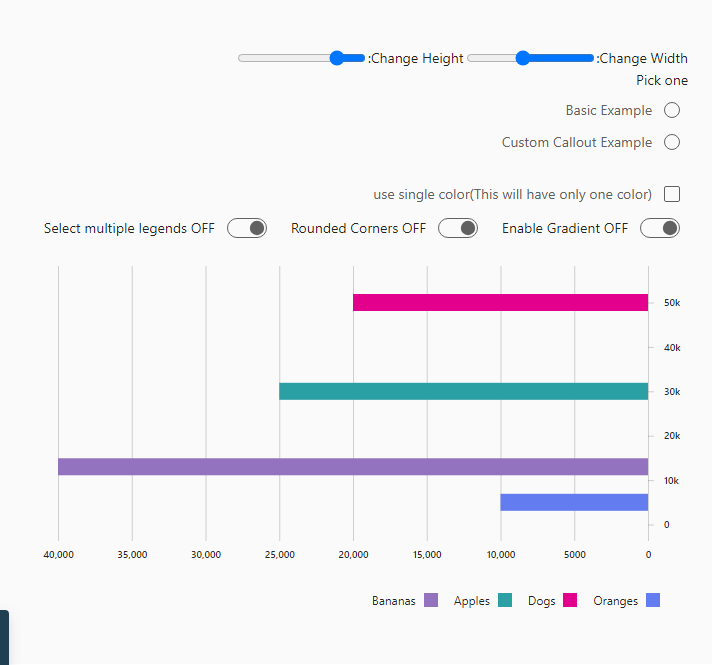 :Change Width :Change Height
Pick one
Basic Example
Custom Callout Example
use single color(This will have only one color)
Enable Gradient OFF Rounded Corners OFF Select multiple legends OFF
50k
40k
30k
20k
10k
0
40,000 35,000 30,000 25,000 20,000 15,000 10,000 5000 0
Bananas Apples Dogs Oranges